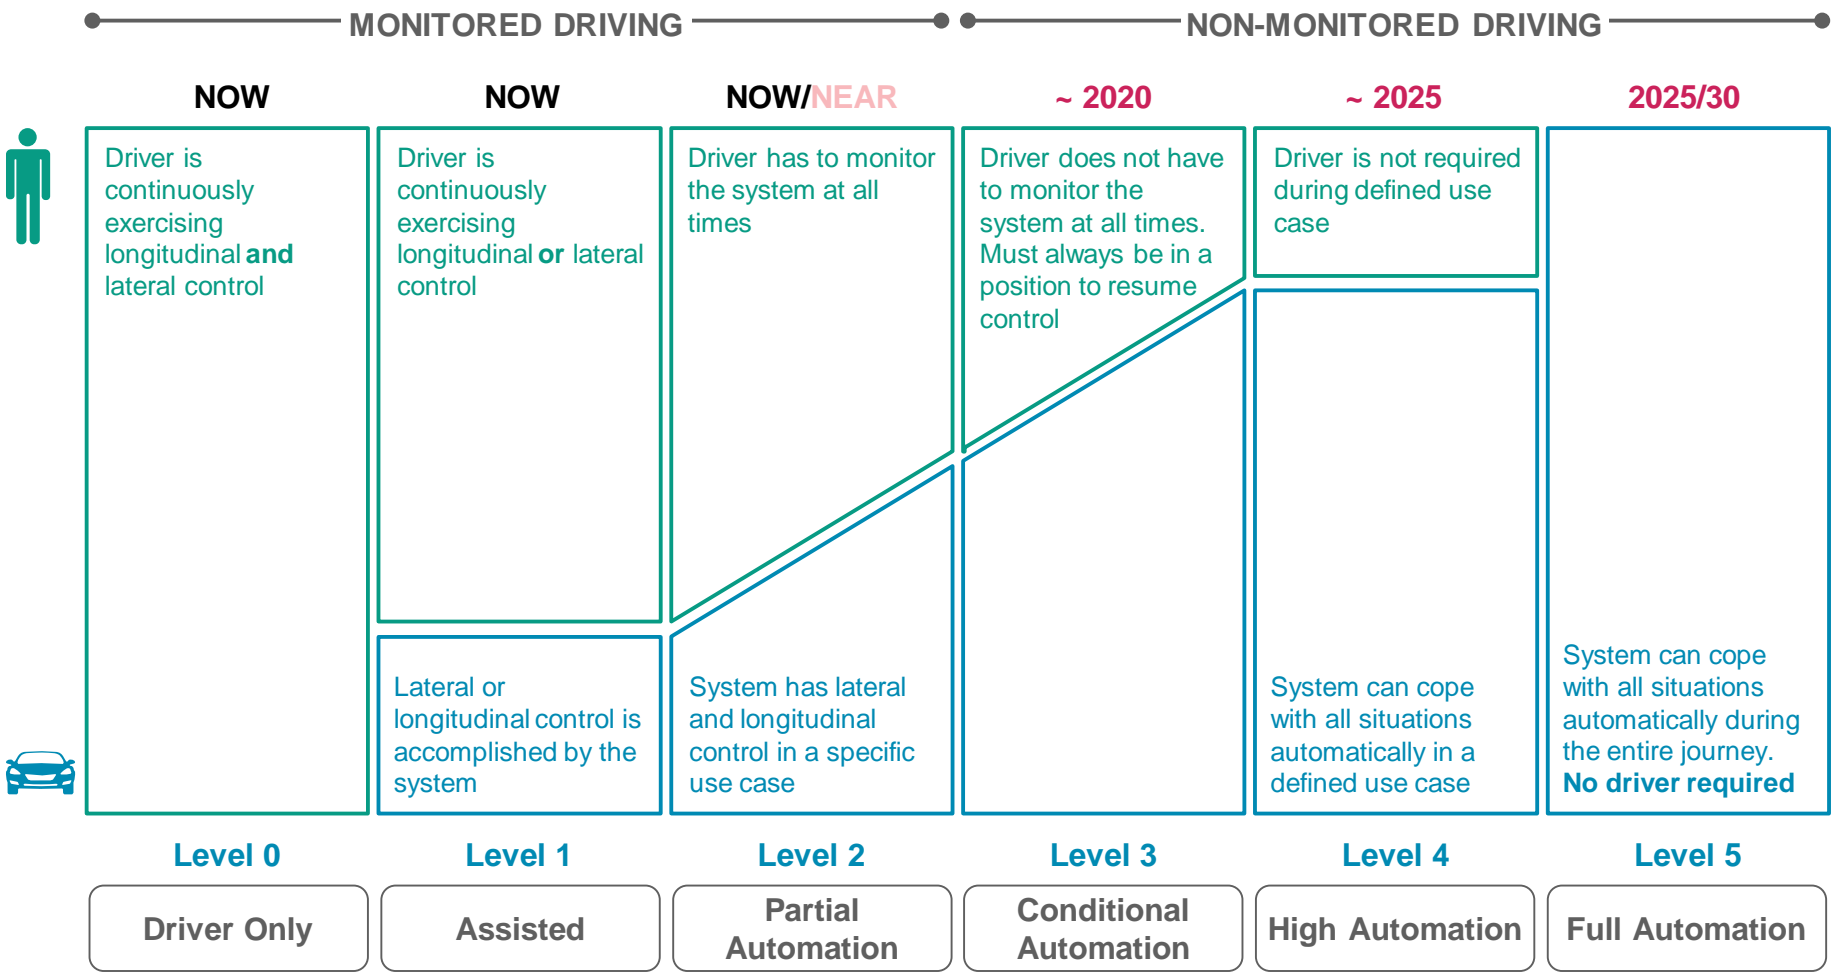 MONITORED DRIVING
NON-MONITORED DRIVING
NOW
NOW
NOW/NEAR
~ 2020
~ 2025
2025/30
Driver is
continuously
exercising
longitudinal and
lateral control
Driver is
continuously
exercising
longitudinal or lateral
control
Driver has to monitor
the system at all
times
Driver does not have
to monitor the
system at all times.
Must always be in a
position to resume
control
Driver is not required
during defined use
case
Lateral or
longitudinal control is
accomplished by the
system
System has lateral
and longitudinal
control in a specific
use case
System can cope
with all situations
automatically in a
defined use case
System can cope
with all situations
automatically during
the entire journey.
No driver required
Level 0
Level 1
Level 2
Level 3
Level 4
Level 5
Driver Only
Assisted
Partial
Automation
Conditional
Automation
High Automation
Full Automation